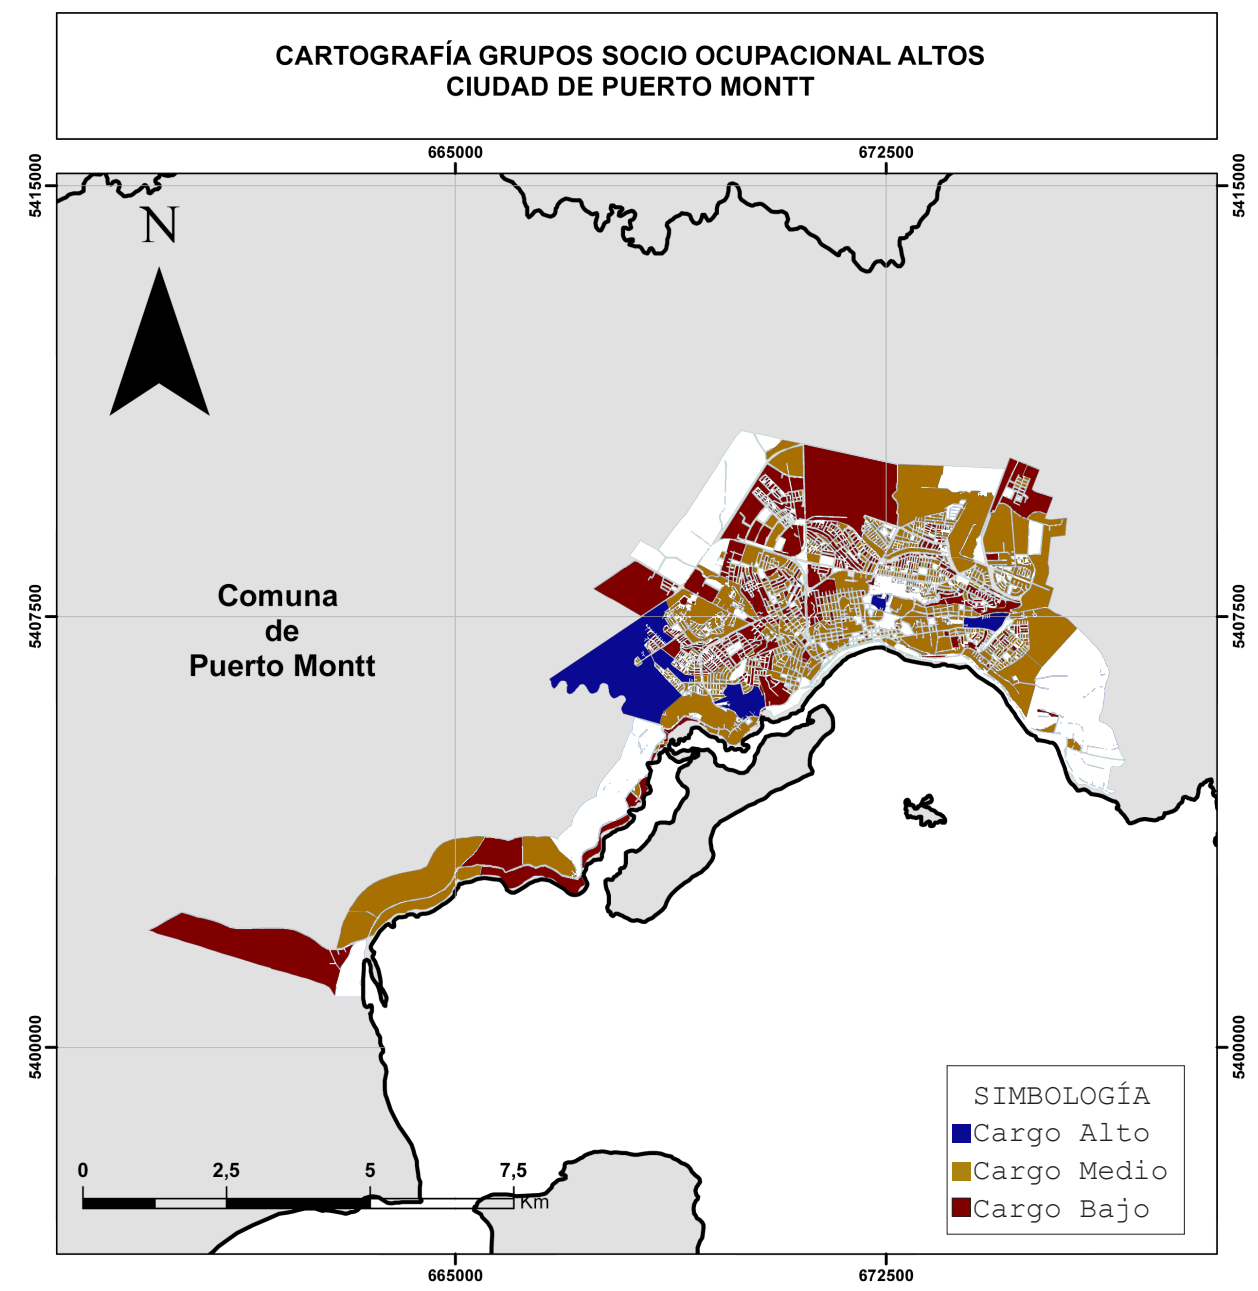 CARTOGRAFÍA GRUPOS SOCIO OCUPACIONAL ALTOS
CIUDAD DE PUERTO MONTT
665000
672500
5415000
5415000
N
5407500
5407500
Comuna
de
Puerto Montt
5400000
5400000
SIMBOLOGÍA
Cargo Alto
Cargo Medio
Cargo Bajo
0
2,5
5
7,5
Km
665000
672500